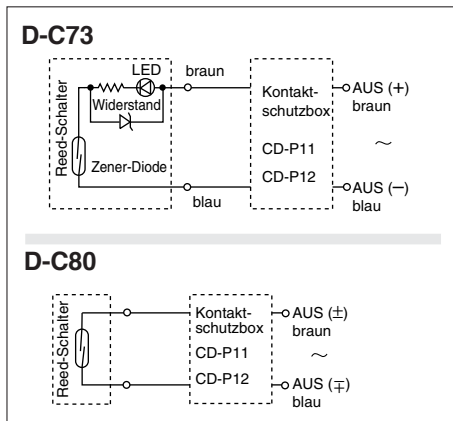 D-C73
LED
braun
Widerstand
Zener-Diode
Reed-Schalter
blau
Kontakt-
schutzbox
CD-P11
CD-P12
AUS (+)
braun
~
AUS (−)
blau
D-C80
Reed-Schalter
Kontakt-
schutzbox
CD-P11
CD-P12
AUS (±)
braun
~
AUS (∓)
blau